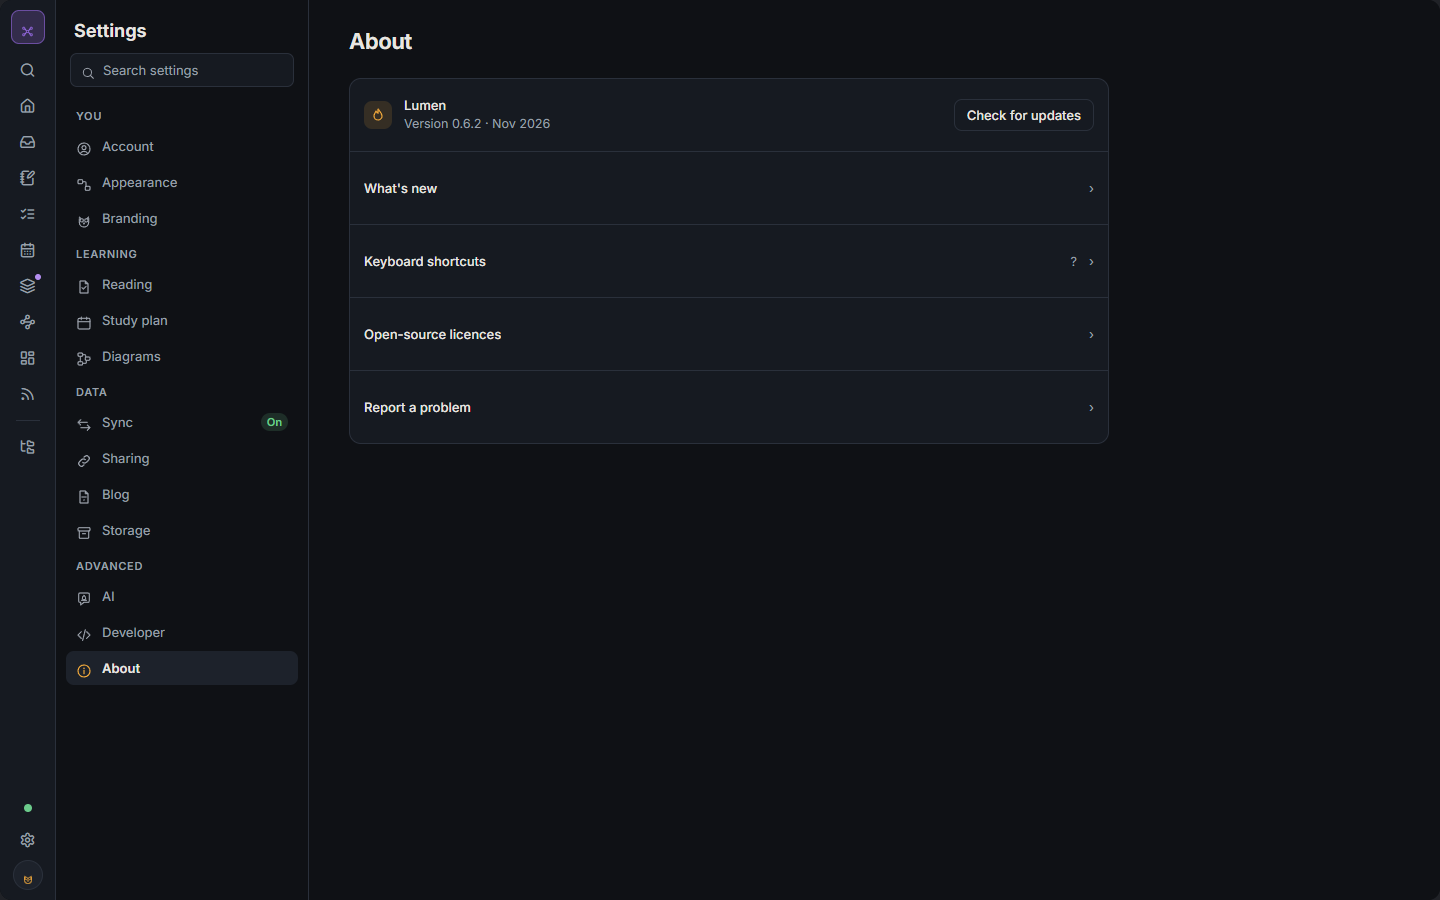 Settings
Search settings
YOU
Account
Appearance
Branding
LEARNING
Reading
Study plan
Diagrams
DATA
Sync
On
Sharing
Blog
Storage
ADVANCED
AI
Developer
About
About
Lumen
Version 0.6.2 · Nov 2026
Check for updates
What's new
Keyboard shortcuts
?
Open-source licences
Report a problem